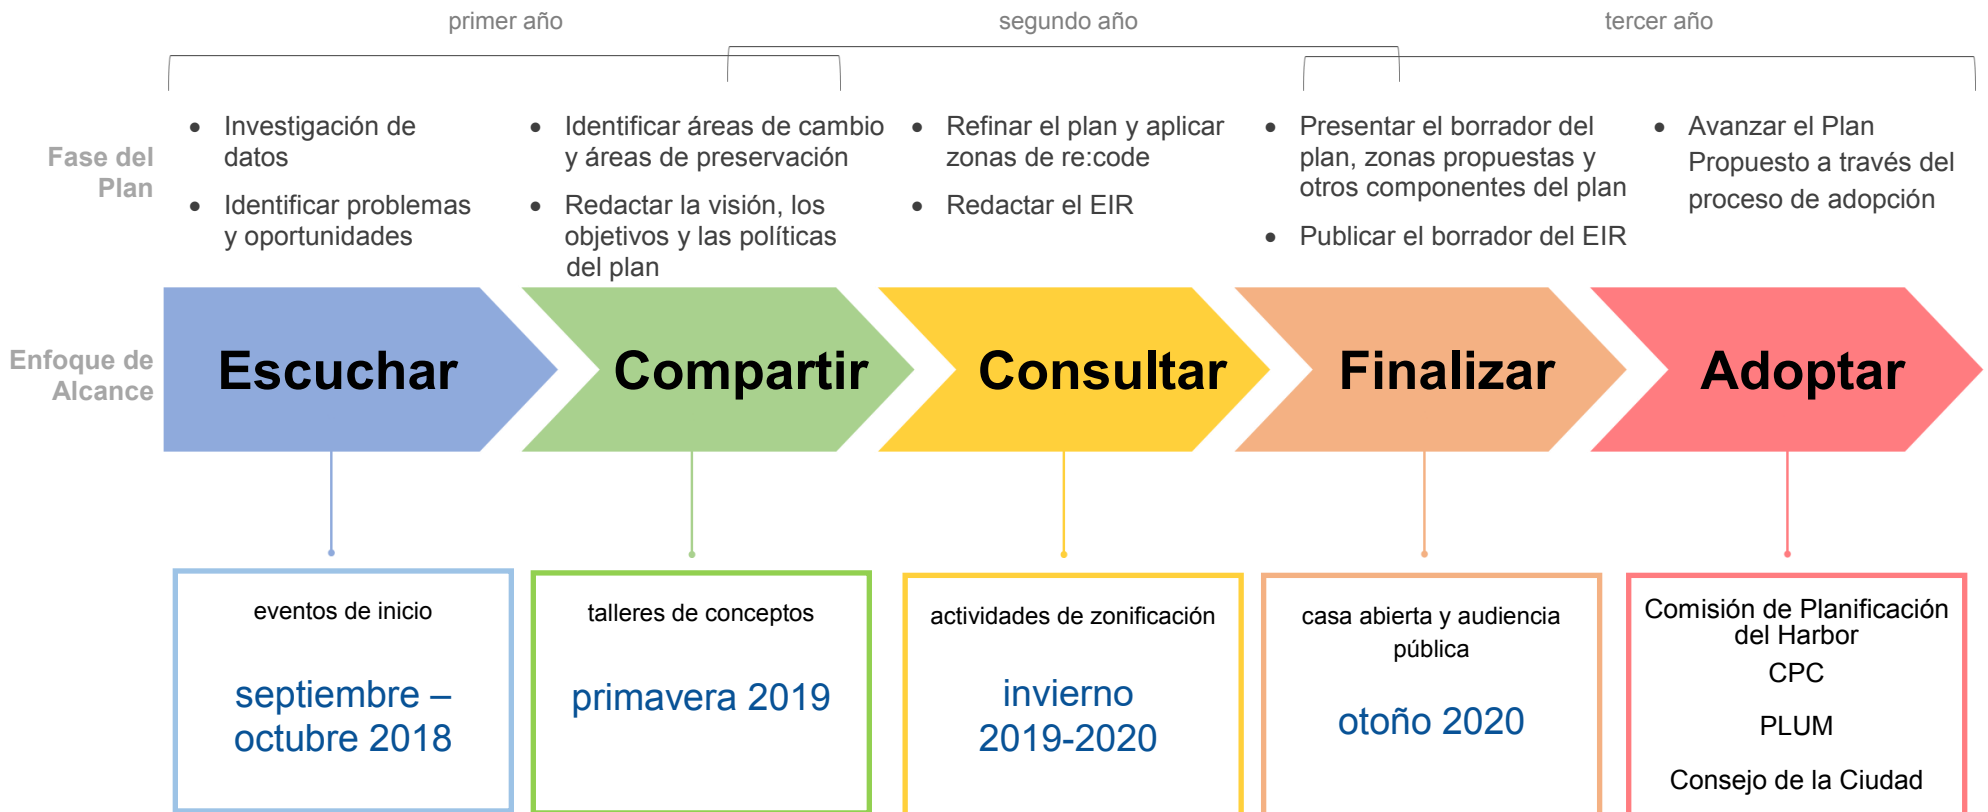 primer año
segundo año
tercer año
Fase del
Plan
• Investigación de
datos
• Identificar problemas
y oportunidades
• Identificar áreas de cambio
y áreas de preservación
• Redactar la visión, los
objetivos y las políticas
del plan
• Refinar el plan y aplicar
zonas de re:code
• Redactar el EIR
• Presentar el borrador del
plan, zonas propuestas y
otros componentes del plan
• Publicar el borrador del EIR
• Avanzar el Plan
Propuesto a través del
proceso de adopción
Enfoque de
Alcance
Escuchar
Compartir
Consultar
Finalizar
Adoptar
eventos de inicio
septiembre –
octubre 2018
talleres de conceptos
primavera 2019
actividades de zonificación
invierno
2019-2020
casa abierta y audiencia
pública
otoño 2020
Comisión de Planificación
del Harbor
CPC
PLUM
Consejo de la Ciudad